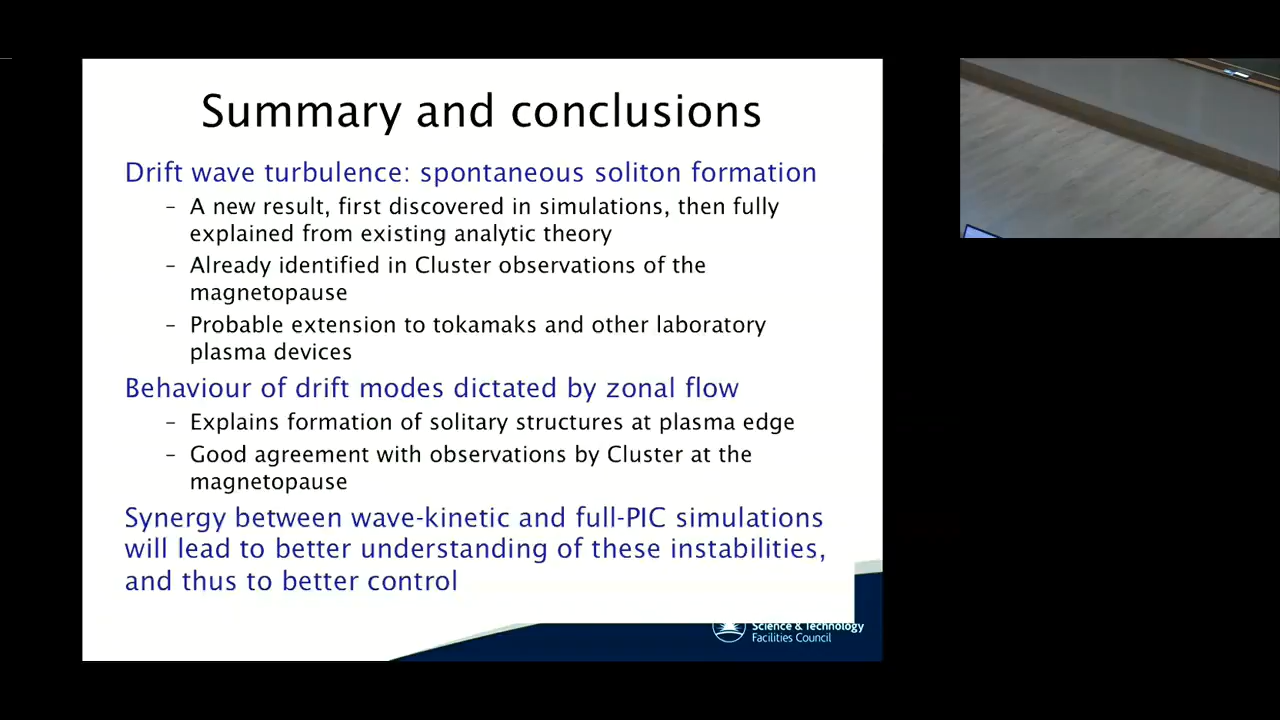 Summary and conclusions
Drift wave turbulence: spontaneous soliton formation
– A new result, first discovered in simulations, then fully
explained from existing analytic theory
– Already identified in Cluster observations of the
magnetopause
– Probable extension to tokamaks and other laboratory
plasma devices
Behaviour of drift modes dictated by zonal flow
– Explains formation of solitary structures at plasma edge
– Good agreement with observations by Cluster at the
magnetopause
Synergy between wave-kinetic and full-PIC simulations
will lead to better understanding of these instabilities,
and thus to better control
Science & Technology
Facilities Council